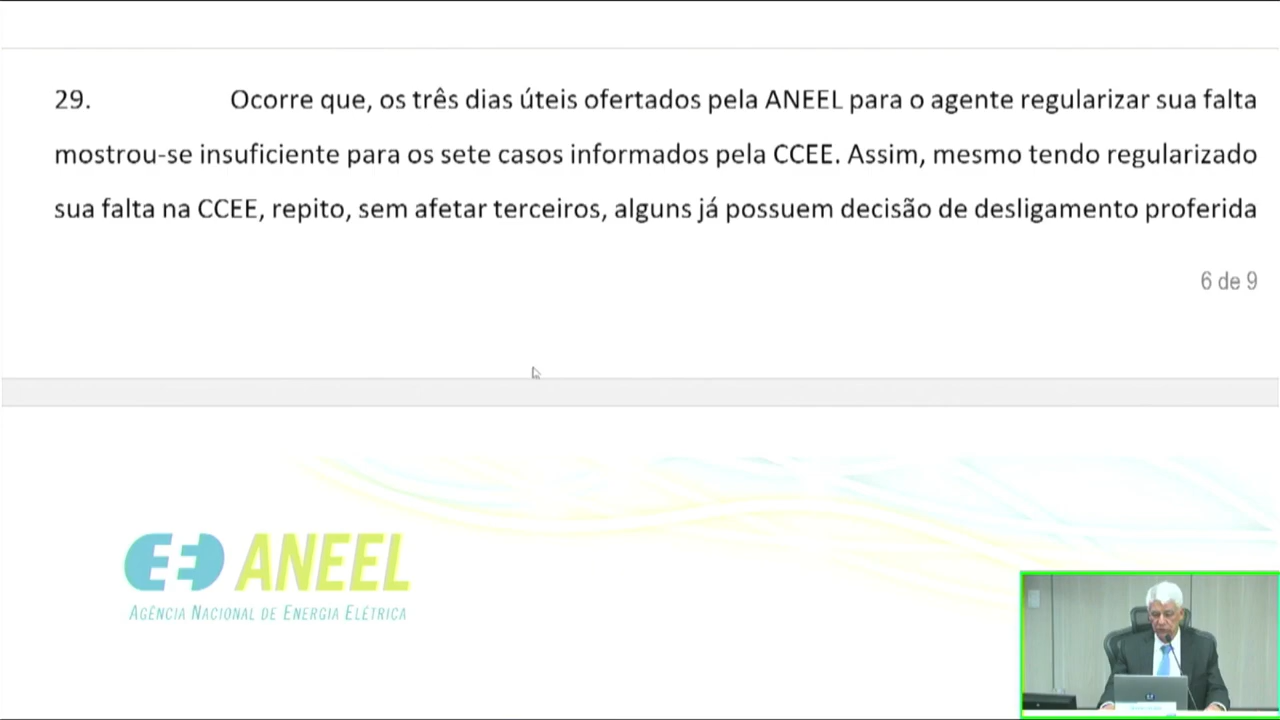 29. Ocorre que, os três dias úteis ofertados pela ANEEL para o agente regularizar sua falta
mostrou-se insuficiente para os sete casos informados pela CCEE. Assim, mesmo tendo regularizado
sua falta na CCEE, repito, sem afetar terceiros, alguns já possuem decisão de desligamento proferida
6 de 9
ANEEL
AGÊNCIA NACIONAL DE ENERGIA ELÉTRICA